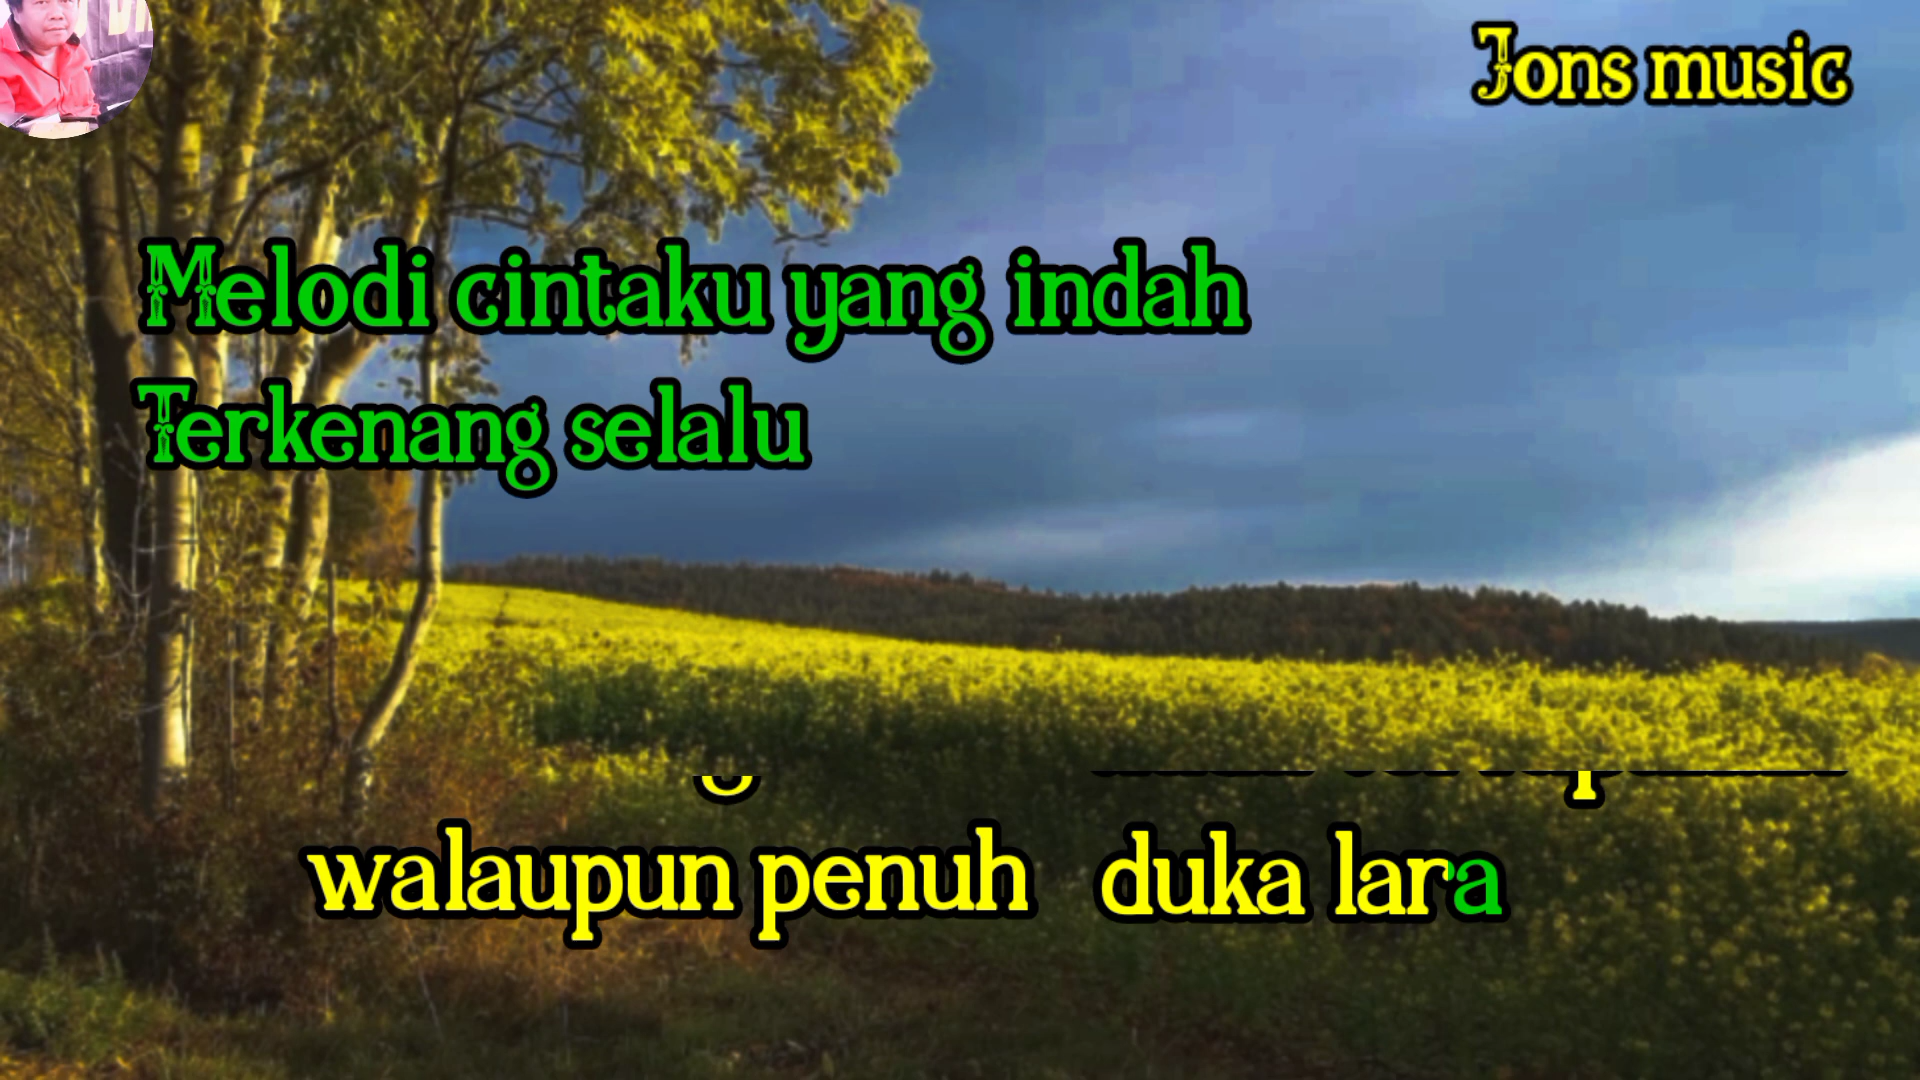 Jons music
Melodi cintaku yang indah
Terkenang selalu
walaupun penuh duka lara